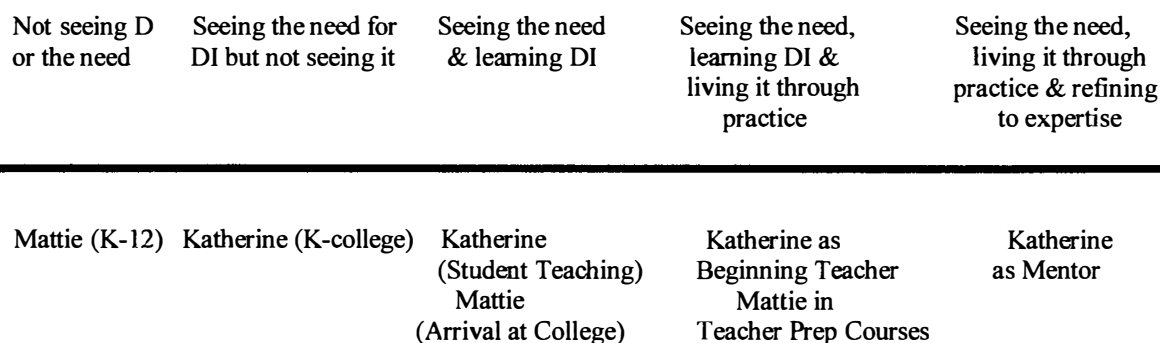 Not seeing D
or the need
Seeing the need for
DI but not seeing it
Seeing the need
& learning DI
Seeing the need,
learning DI &
living it through
practice
Seeing the need,
living it through
practice & refining
to expertise
Mattie (K-12)
Katherine (K-college)
Katherine
(Student Teaching)
Mattie
(Arrival at College)
Katherine as
Beginning Teacher
Mattie in
Teacher Prep Courses
Katherine
as Mentor